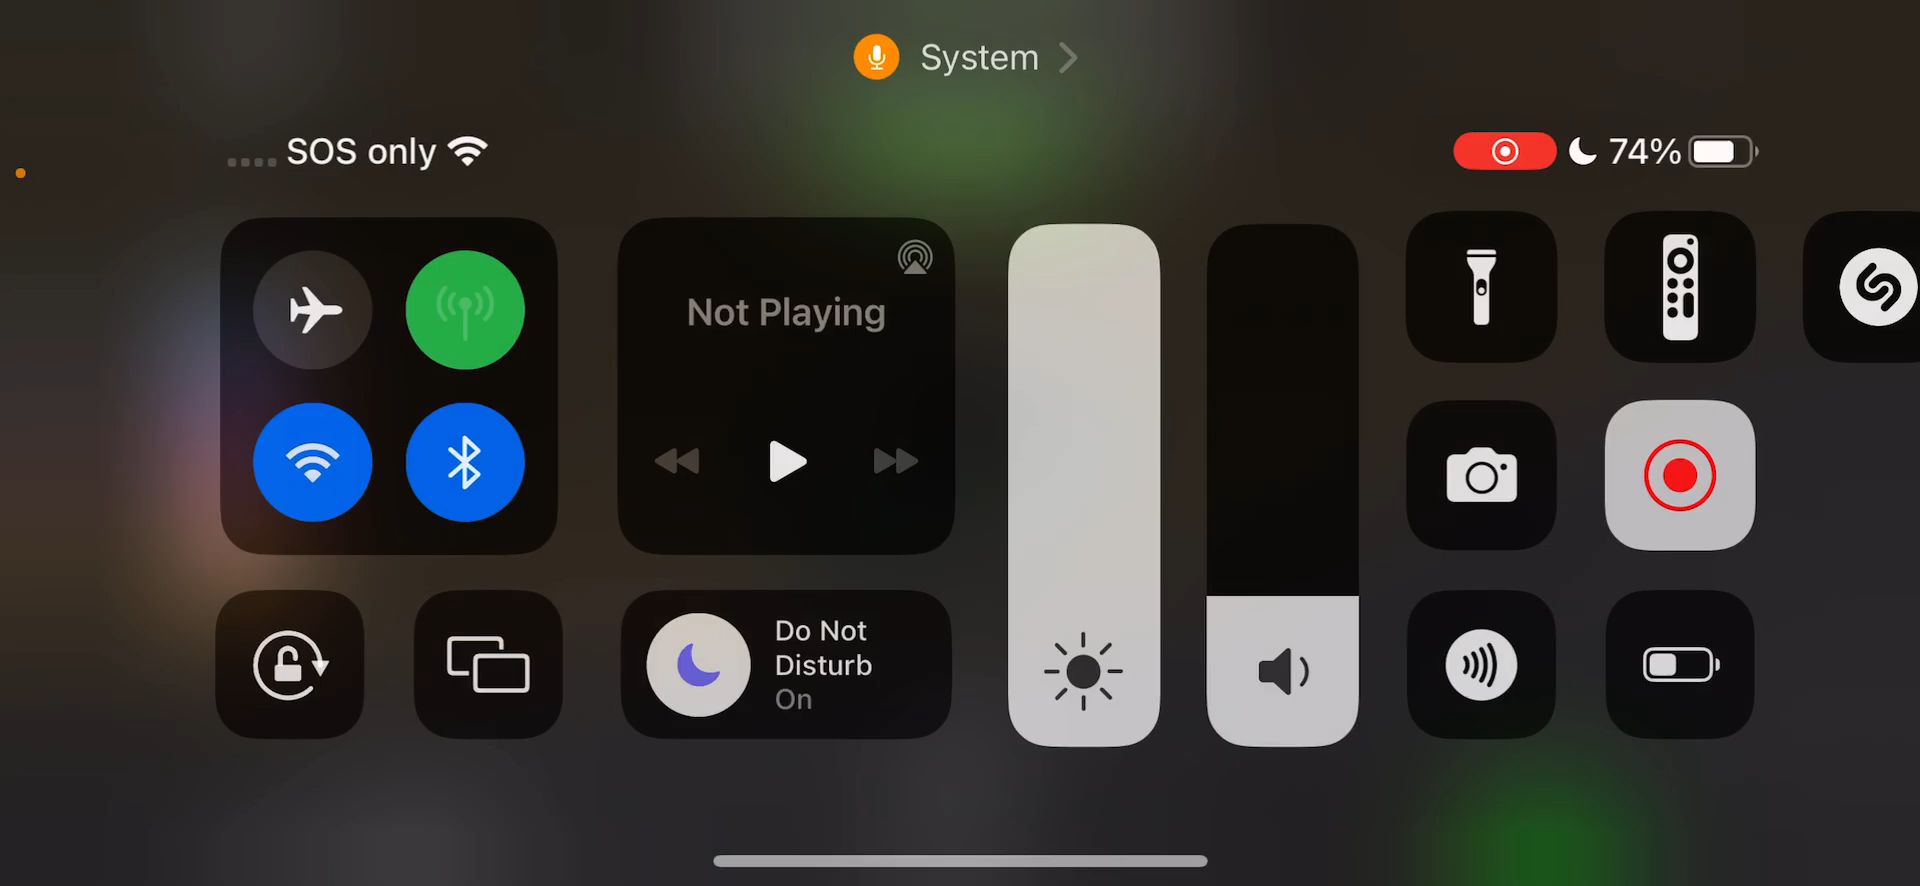 System
SOS only
74%
Not Playing
Do Not
Disturb
On